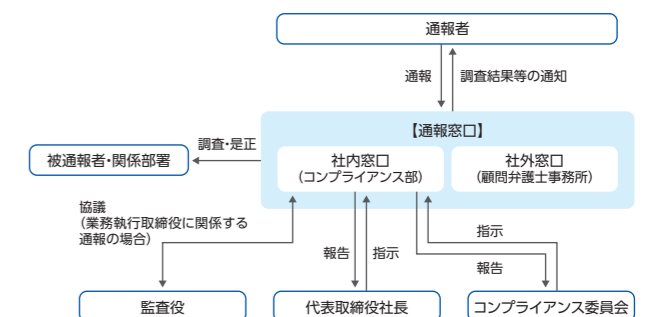 通報者
通報
調査結果等の通知
【通報窓口】
調査・是正
被通報者・関係部署
社内窓口
(コンプライアンス部)
社外窓口
(顧問弁護士事務所)
協議
(業務執行取締役に関係する
通報の場合)
報告
指示
指示
報告
監査役
代表取締役社長
コンプライアンス委員会